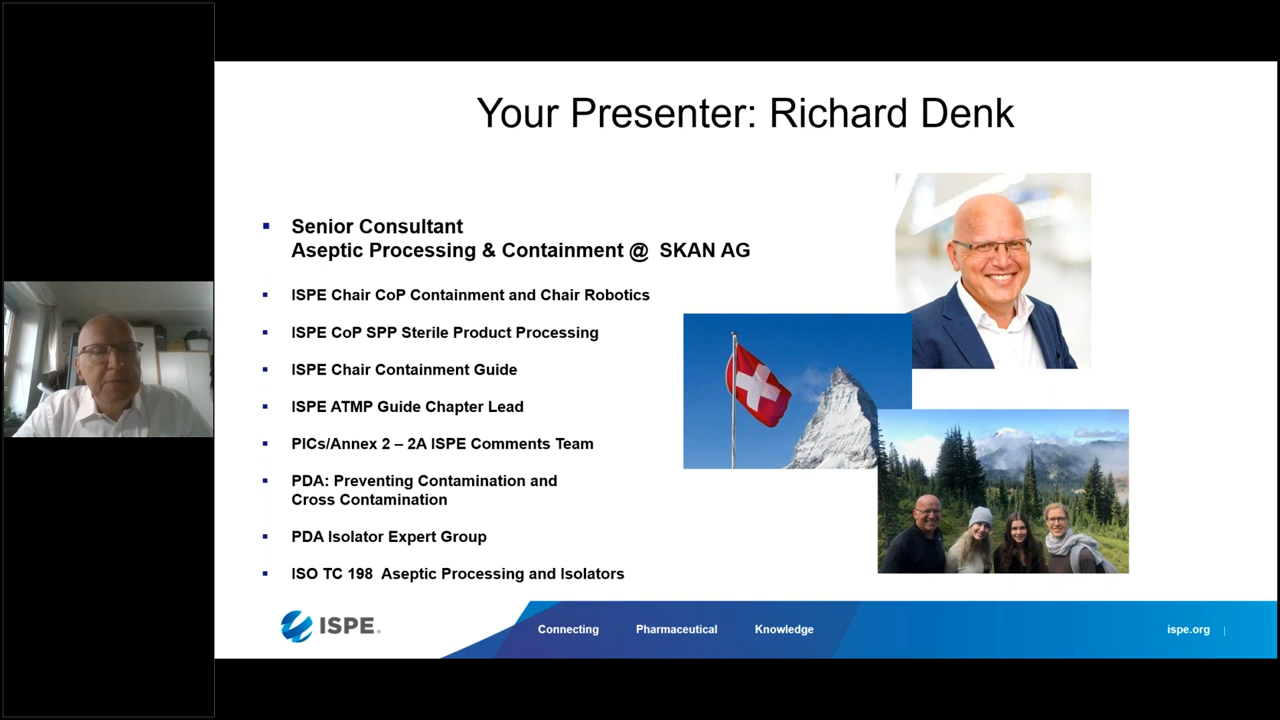 Your Presenter: Richard Denk
Senior Consultant
Aseptic Processing & Containment @ SKAN AG
ISPE Chair CoP Containment and Chair Robotics
ISPE CoP SPP Sterile Product Processing
ISPE Chair Containment Guide
ISPE ATMP Guide Chapter Lead
PICs/Annex 2 – 2A ISPE Comments Team
PDA: Preventing Contamination and
Cross Contamination
PDA Isolator Expert Group
ISO TC 198 Aseptic Processing and Isolators
ISPE®
Connecting Pharmaceutical Knowledge
ispe.org |